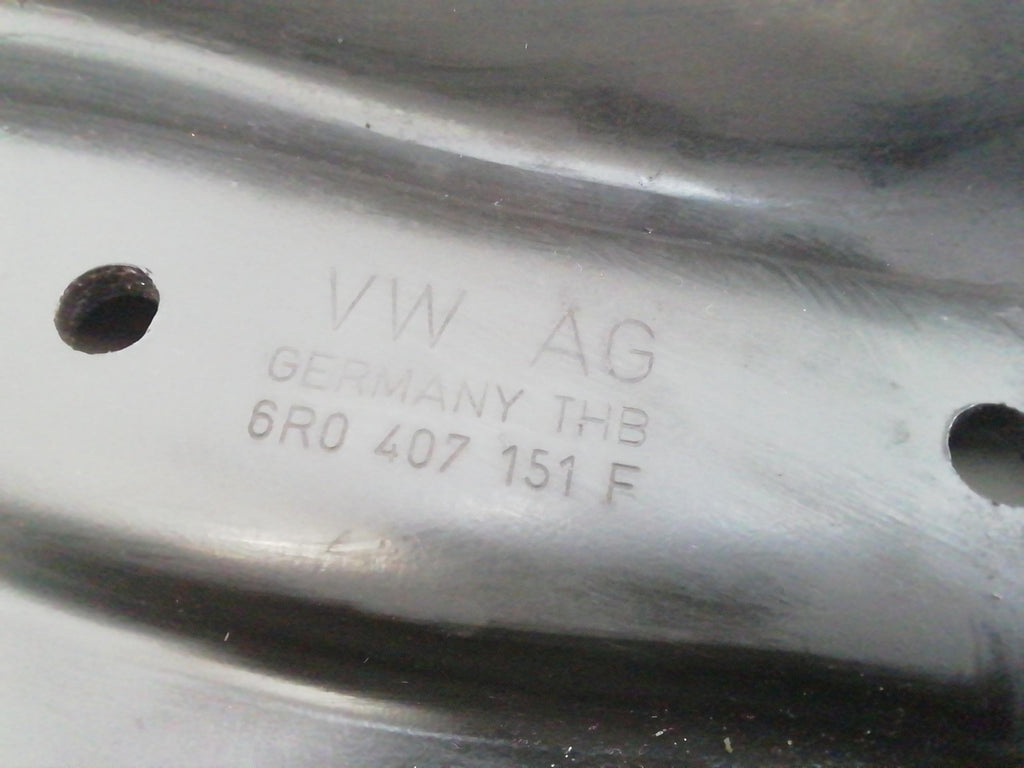 VW AG
GERMANY THB
6R0 407 151 F